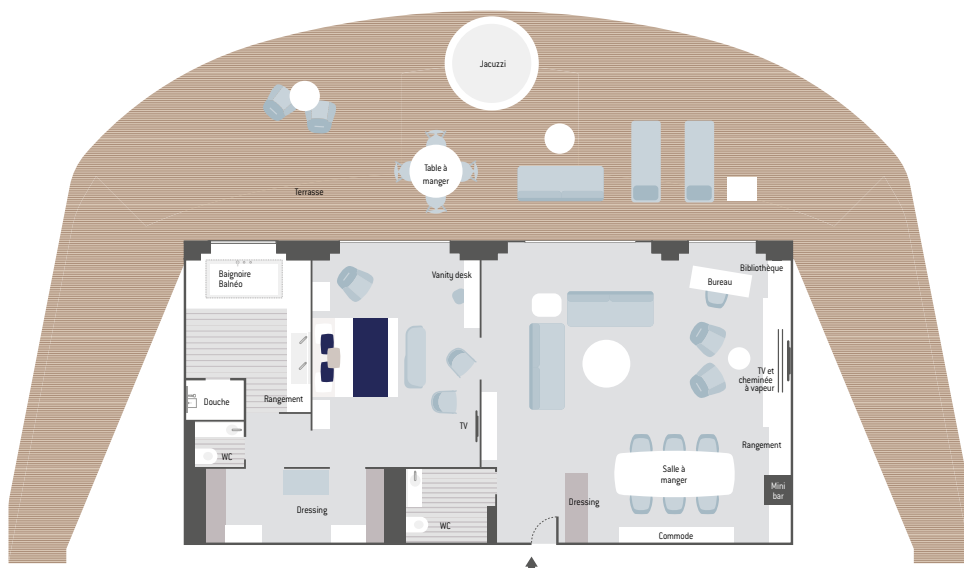 Jacuzzi
Table à
manger
Terrasse
Baignoire
Balnéo
Vanity desk
Bibliothèque
Bureau
TV et
cheminée
à vapeur
Rangement
Douche
TV
WC
Rangement
Salle à
manger
Mini
bar
Dressing
Dressing
WC
Commode